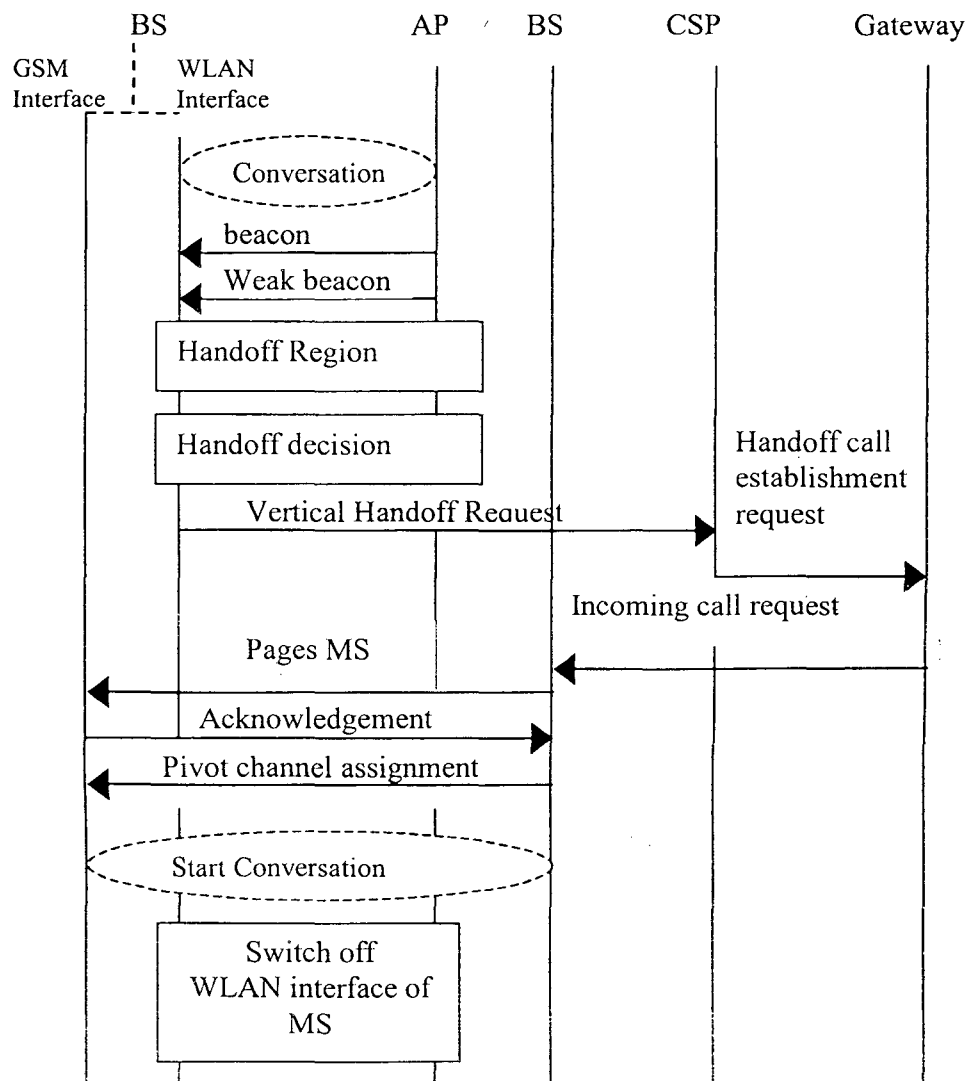 BS
AP
BS
CSP
Gateway
GSM
Interface
WLAN
Interface
Conversation
beacon
Weak beacon
Handoff Region
Handoff decision
Handoff call
establishment
request
Vertical Handoff Request
Incoming call request
Pages MS
Acknowledgement
Pivot channel assignment
Start Conversation
Switch off
WLAN interface of
MS